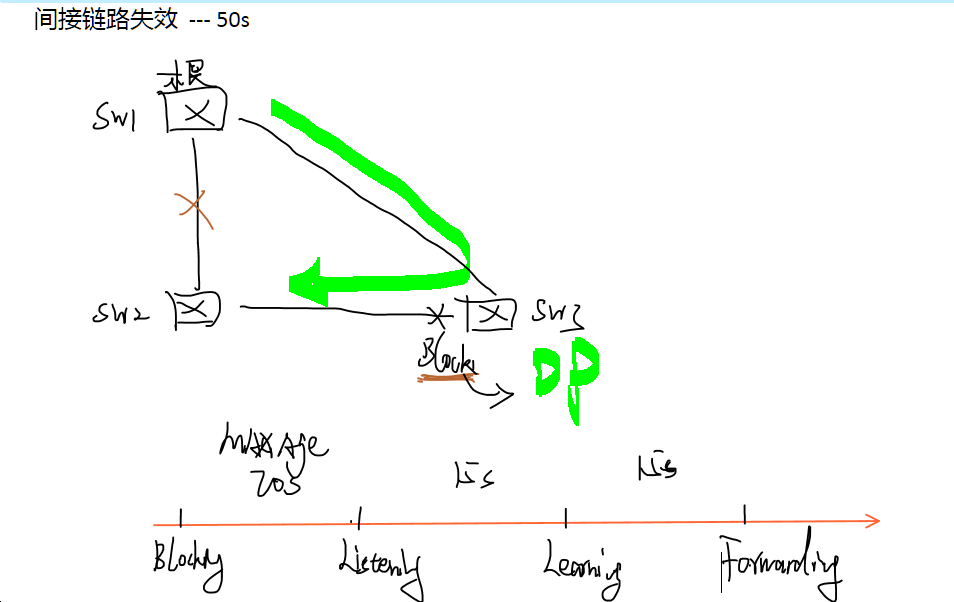 间接链路失效 --- 50s
根
SW1
SW2
SW3
Block
DP
MAX Age
20s
15s
15s
Blocking
Listening
Learning
Forwarding